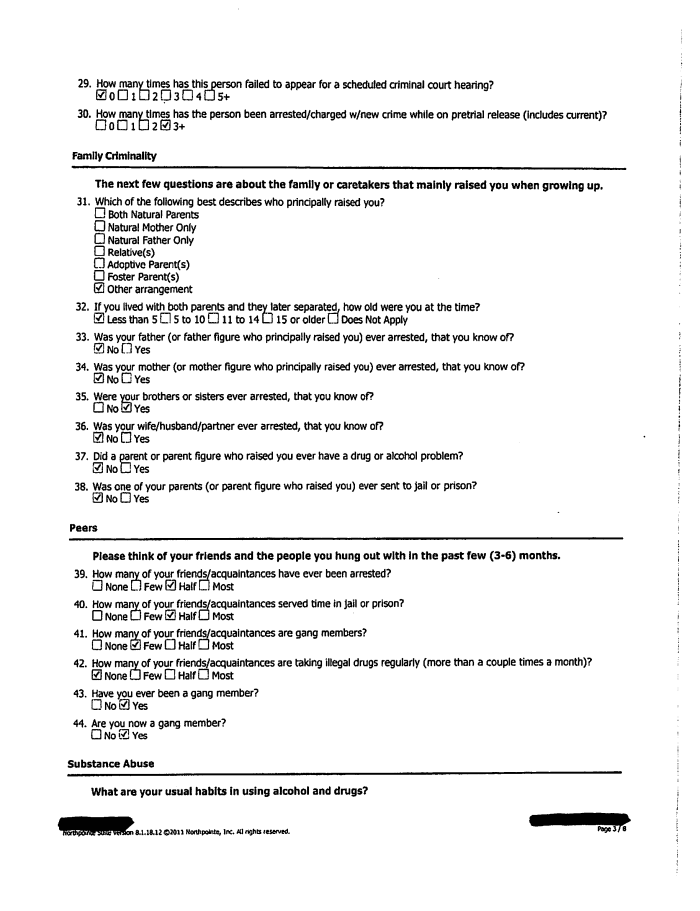 29. How many times has this person failed to appear for a scheduled criminal court hearing?
☑ 0 ☐ 1 ☐ 2 ☐ 3 ☐ 4 ☐ 5+
30. How many times has the person been arrested/charged w/new crime while on pretrial release (includes current)?
☐ 0 ☐ 1 ☐ 2 ☑ 3+
Family Criminality
The next few questions are about the family or caretakers that mainly raised you when growing up.
31. Which of the following best describes who principally raised you?
☐ Both Natural Parents
☐ Natural Mother Only
☐ Natural Father Only
☐ Relative(s)
☐ Adoptive Parent(s)
☐ Foster Parent(s)
☑ Other arrangement
32. If you lived with both parents and they later separated, how old were you at the time?
☑ Less than 5 ☐ 5 to 10 ☐ 11 to 14 ☐ 15 or older ☐ Does Not Apply
33. Was your father (or father figure who principally raised you) ever arrested, that you know of?
☑ No ☐ Yes
34. Was your mother (or mother figure who principally raised you) ever arrested, that you know of?
☑ No ☐ Yes
35. Were your brothers or sisters ever arrested, that you know of?
☐ No ☑ Yes
36. Was your wife/husband/partner ever arrested, that you know of?
☑ No ☐ Yes
37. Did a parent or parent figure who raised you ever have a drug or alcohol problem?
☑ No ☐ Yes
38. Was one of your parents (or parent figure who raised you) ever sent to jail or prison?
☑ No ☐ Yes
Peers
Please think of your friends and the people you hung out with in the past few (3-6) months.
39. How many of your friends/acquaintances have ever been arrested?
☐ None ☐ Few ☑ Half ☐ Most
40. How many of your friends/acquaintances served time in jail or prison?
☐ None ☐ Few ☑ Half ☐ Most
41. How many of your friends/acquaintances are gang members?
☐ None ☑ Few ☐ Half ☐ Most
42. How many of your friends/acquaintances are taking illegal drugs regularly (more than a couple times a month)?
☑ None ☐ Few ☐ Half ☐ Most
43. Have you ever been a gang member?
☐ No ☑ Yes
44. Are you now a gang member?
☐ No ☑ Yes
Substance Abuse
What are your usual habits in using alcohol and drugs?
Northpointe Suite Version 8.1.18.12 ©2011 Northpointe, Inc. All rights reserved.
Page 3 / 8